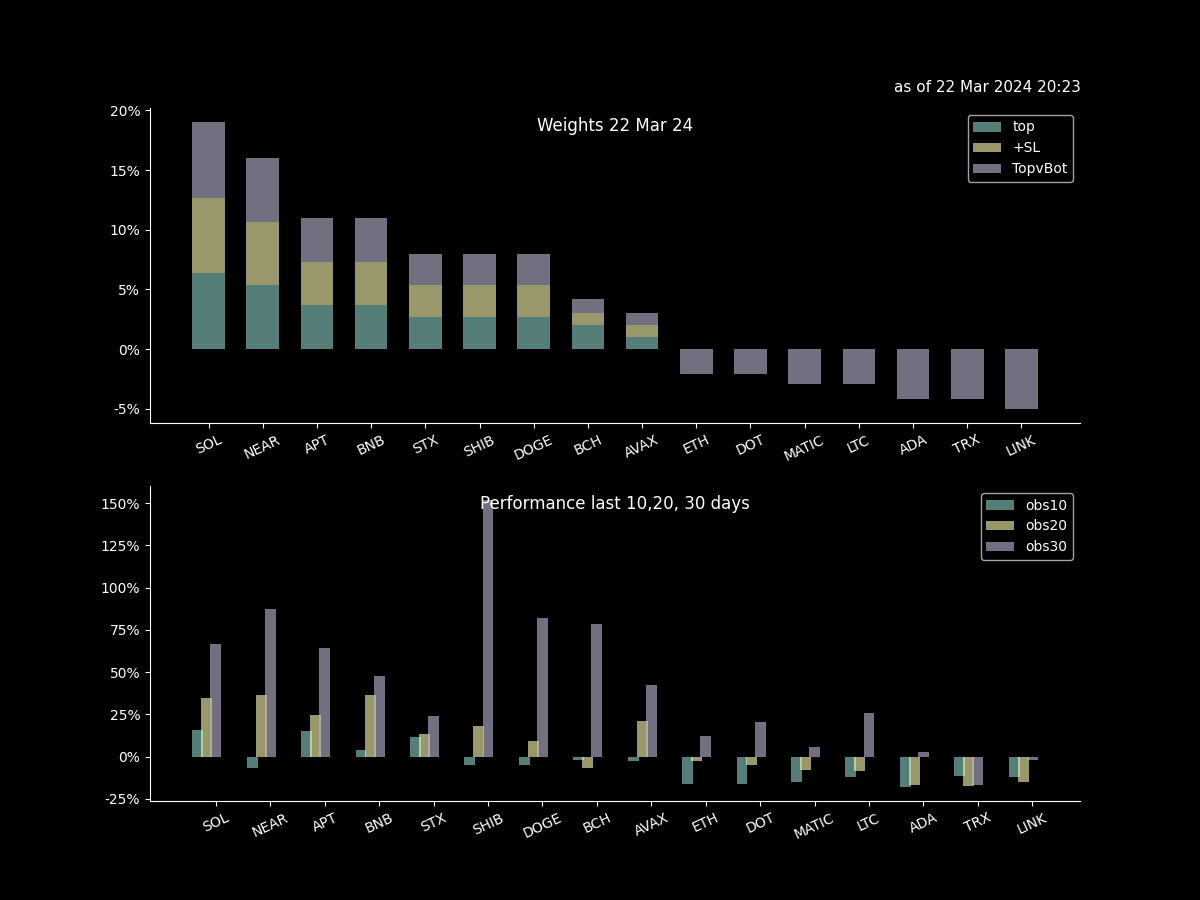 as of 22 Mar 2024 20:23
Weights 22 Mar 24
top
+SL
TopvBot
20%
15%
10%
5%
0%
-5%
SOL NEAR APT BNB STX SHIB DOGE BCH AVAX ETH DOT MATIC LTC ADA TRX LINK
Performance last 10,20, 30 days
obs10
obs20
obs30
150%
125%
100%
75%
50%
25%
0%
-25%
SOL NEAR APT BNB STX SHIB DOGE BCH AVAX ETH DOT MATIC LTC ADA TRX LINK